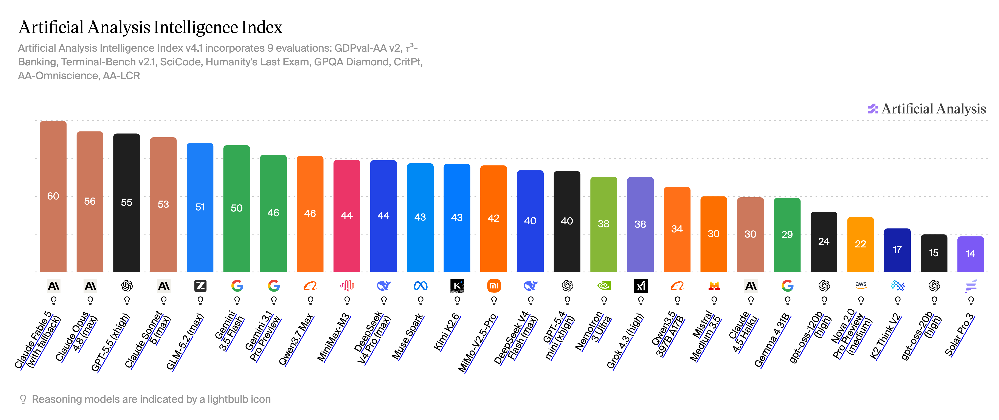 Artificial Analysis Intelligence Index
Artificial Analysis Intelligence Index v4.1 incorporates 9 evaluations: GDPval-AA v2, τ³-
Banking, Terminal-Bench v2.1, SciCode, Humanity's Last Exam, GPQA Diamond, CritPt,
AA-Omniscience, AA-LCR
Artificial Analysis
60
56
55
53
51
50
46
46
44
44
43
43
42
40
40
38
38
34
30
30
29
24
22
17
15
14
aws
Claude Fable 5
(with fallback)
Claude Opus
4.8 (max)
GPT-5.5 (xhigh)
Claude Sonnet
5 (max)
GLM-5.2 (max)
Gemini
3.5 Flash
Gemini 3.1
Pro Preview
Qwen3.7 Max
MiniMax-M3
DeepSeek
V4 Pro (max)
Muse Spark
Kimi K2.6
MiMo-V2.5-Pro
DeepSeek V4
Flash (max)
GPT-5.4
mini (xhigh)
Nemotron
3 Ultra
Grok 4.3 (high)
Qwen3.5
397B A17B
Mistral
Medium 3.5
Claude
4.5 Haiku
Gemma 4 31B
gpt-oss-120b
(high)
Nova 2.0
Pro Preview
(medium)
K2 Think V2
gpt-oss-20b
(high)
Solar Pro 3
Reasoning models are indicated by a lightbulb icon